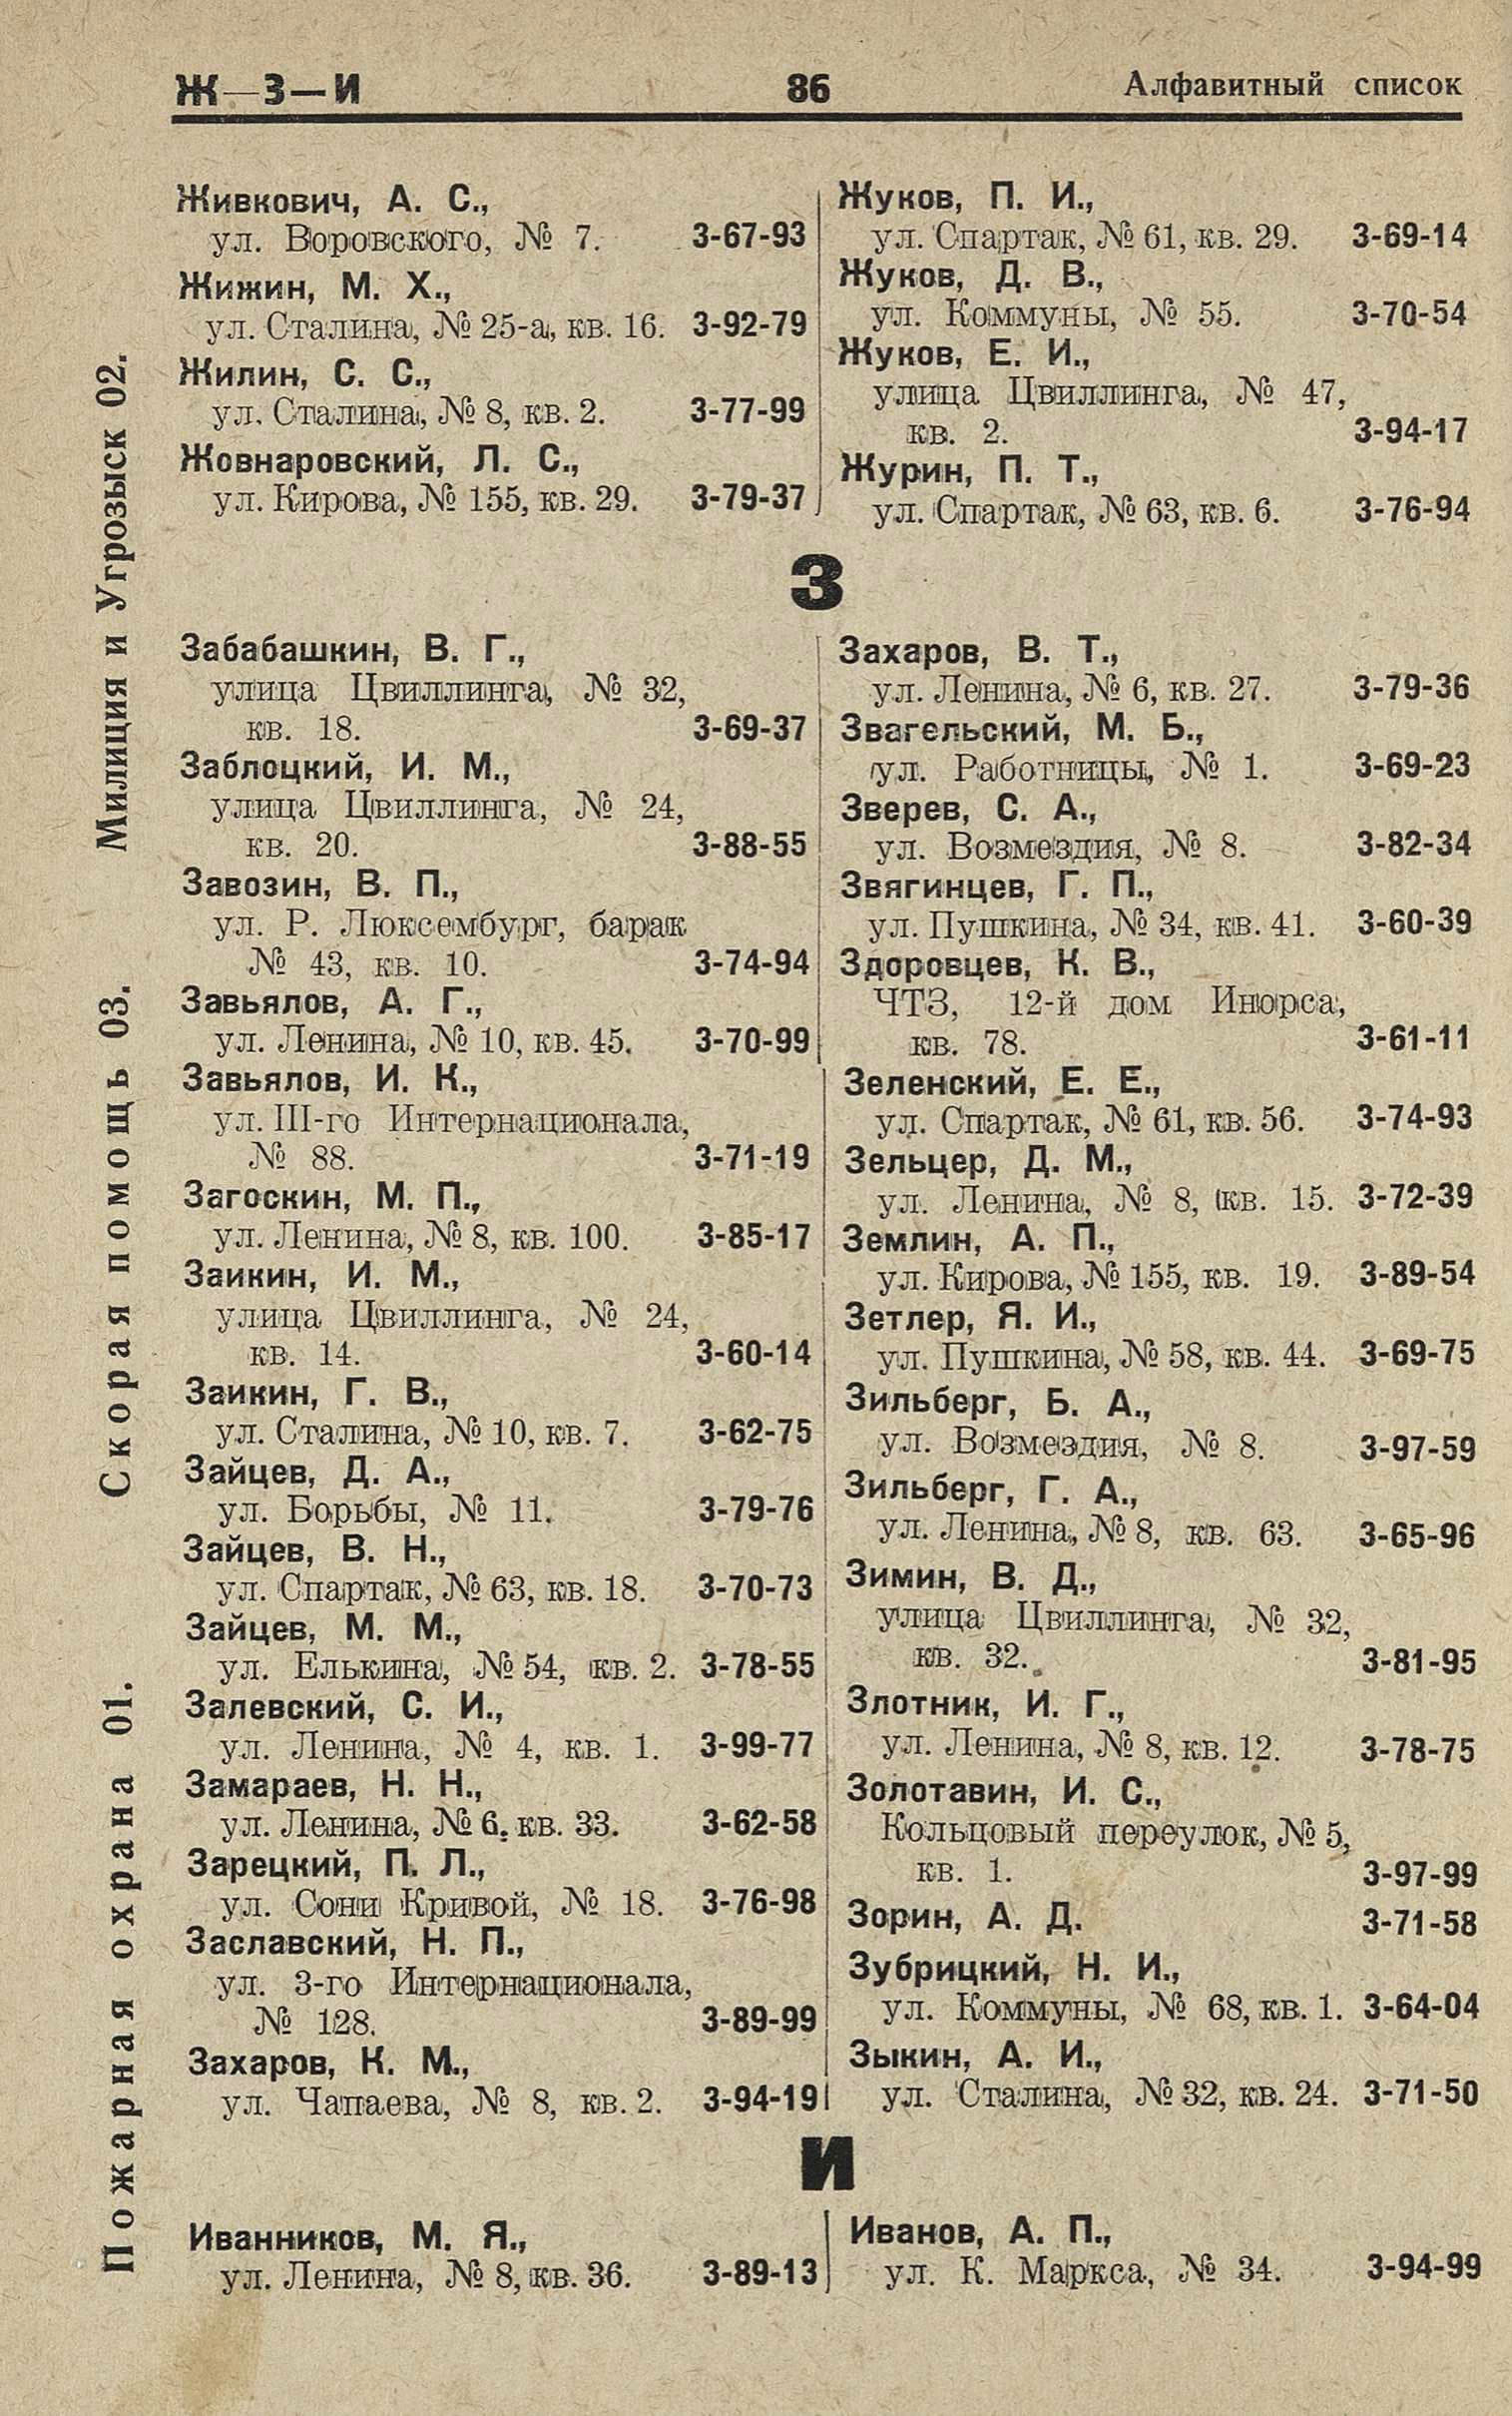 Ж—З—И 86 Алфавитный список
Живкович, А. С.,
ул. Воровского, № 7. 3-67-93
Жижин, М. Х.,
ул. Сталина, № 25-а, кв. 16. 3-92-79
Жилин, С. С.,
ул. Сталина, № 8, кв. 2. 3-77-99
Жовнаровский, Л. С.,
ул. Кирова, № 155, кв. 29. 3-79-37
Жуков, П. И.,
ул. Спартак, № 61, кв. 29. 3-69-14
Жуков, Д. В.,
ул. Коммуны, № 55. 3-70-54
Жуков, Е. И.,
улица Цвиллинга, № 47,
кв. 2. 3-94-17
Журин, П. Т.,
ул. Спартак, № 63, кв. 6. 3-76-94
З
Забабашкин, В. Г.,
улица Цвиллинга, № 32,
кв. 18. 3-69-37
Заблоцкий, И. М.,
улица Цвиллинга, № 24,
кв. 20. 3-88-55
Завозин, В. П.,
ул. Р. Люксембург, барак
№ 43, кв. 10. 3-74-94
Завьялов, А. Г.,
ул. Ленина, № 10, кв. 45. 3-70-99
Завьялов, И. К.,
ул. III-го Интернационала,
№ 88. 3-71-19
Загоскин, М. П.,
ул. Ленина, № 8, кв. 100. 3-85-17
Заикин, И. М.,
улица Цвиллинга, № 24,
кв. 14. 3-60-14
Заикин, Г. В.,
ул. Сталина, № 10, кв. 7. 3-62-75
Зайцев, Д. А.,
ул. Борьбы, № 11. 3-79-76
Зайцев, В. Н.,
ул. Спартак, № 63, кв. 18. 3-70-73
Зайцев, М. М.,
ул. Елькина, № 54, кв. 2. 3-78-55
Залевский, С. И.,
ул. Ленина, № 4, кв. 1. 3-99-77
Замараев, Н. Н.,
ул. Ленина, № 6, кв. 33. 3-62-58
Зарецкий, П. Л.,
ул. Сони Кривой, № 18. 3-76-98
Заславский, Н. П.,
ул. 3-го Интернационала,
№ 128. 3-89-99
Захаров, К. М.,
ул. Чапаева, № 8, кв. 2. 3-94-19
Захаров, В. Т.,
ул. Ленина, № 6, кв. 27. 3-79-36
Звагельский, М. Б.,
ул. Работницы, № 1. 3-69-23
Зверев, С. А.,
ул. Возмездия, № 8. 3-82-34
Звягинцев, Г. П.,
ул. Пушкина, № 34, кв. 41. 3-60-39
Здоровцев, К. В.,
ЧТЗ, 12-й дом Инорса,
кв. 78. 3-61-11
Зеленский, Е. Е.,
ул. Спартак, № 61, кв. 56. 3-74-93
Зельцер, Д. М.,
ул. Ленина, № 8, кв. 15. 3-72-39
Землин, А. П.,
ул. Кирова, № 155, кв. 19. 3-89-54
Зетлер, Я. И.,
ул. Пушкина, № 58, кв. 44. 3-69-75
Зильберг, Б. А.,
ул. Возмездия, № 8. 3-97-59
Зильберг, Г. А.,
ул. Ленина, № 8, кв. 63. 3-65-96
Зимин, В. Д.,
улица Цвиллинга, № 32,
кв. 32. 3-81-95
Злотник, И. Г.,
ул. Ленина, № 8, кв. 12. 3-78-75
Золотавин, И. С.,
Кольцовый переулок, № 5,
кв. 1. 3-97-99
Зорин, А. Д. 3-71-58
Зубрицкий, Н. И.,
ул. Коммуны, № 68, кв. 1. 3-64-04
Зыкин, А. И.,
ул. Сталина, № 32, кв. 24. 3-71-50
И
Иванников, М. Я.,
ул. Ленина, № 8, кв. 36. 3-89-13
Иванов, А. П.,
ул. К. Маркса, № 34. 3-94-99
Пожарная охрана 01. Скорая помощь 03. Милиция и Угрозыск 02.